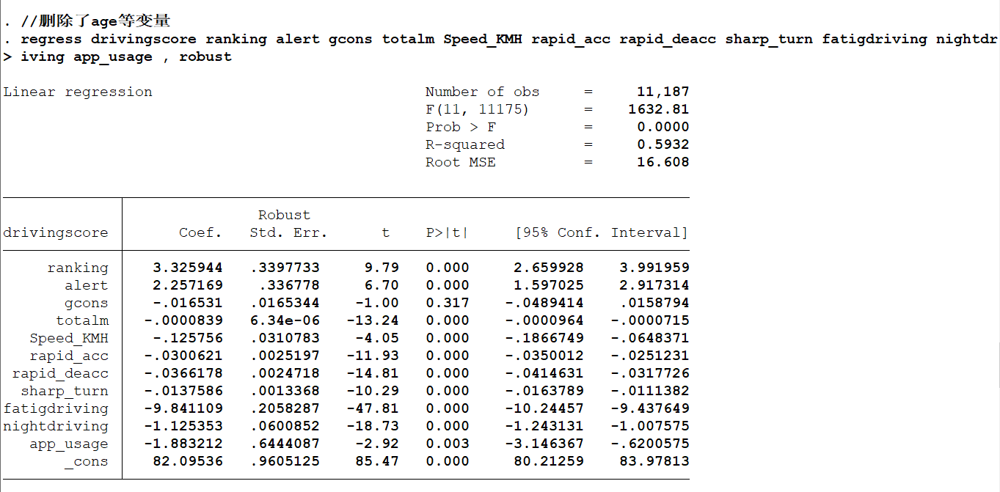 . //删除了age等变量
. regress drivingscore ranking alert gcons totalm Speed_KMH rapid_acc rapid_deacc sharp_turn fatigdriving nightdr
> iving app_usage , robust
Linear regression Number of obs = 11,187
F(11, 11175) = 1632.81
Prob > F = 0.0000
R-squared = 0.5932
Root MSE = 16.608
Robust
drivingscore Coef. Std. Err. t P>|t| [95% Conf. Interval]
ranking 3.325944 .3397733 9.79 0.000 2.659928 3.991959
alert 2.257169 .336778 6.70 0.000 1.597025 2.917314
gcons -.016531 .0165344 -1.00 0.317 -.0489414 .0158794
totalm -.0000839 6.34e-06 -13.24 0.000 -.0000964 -.0000715
Speed_KMH -.125756 .0310783 -4.05 0.000 -.1866749 -.0648371
rapid_acc -.0300621 .0025197 -11.93 0.000 -.0350012 -.0251231
rapid_deacc -.0366178 .0024718 -14.81 0.000 -.0414631 -.0317726
sharp_turn -.0137586 .0013368 -10.29 0.000 -.0163789 -.0111382
fatigdriving -9.841109 .2058287 -47.81 0.000 -10.24457 -9.437649
nightdriving -1.125353 .0600852 -18.73 0.000 -1.243131 -1.007575
app_usage -1.883212 .6444087 -2.92 0.003 -3.146367 -.6200575
_cons 82.09536 .9605125 85.47 0.000 80.21259 83.97813